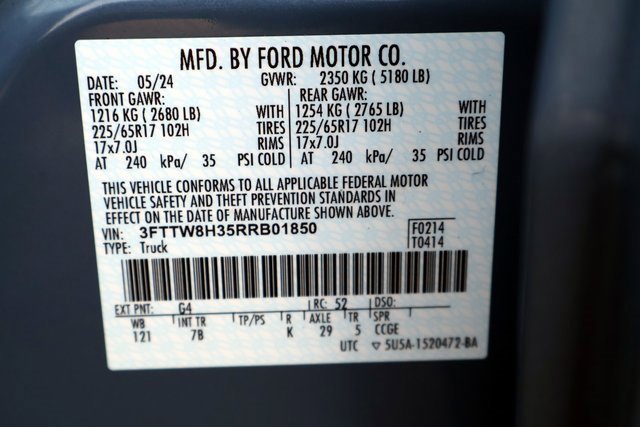 MFD. BY FORD MOTOR CO.
DATE: 05/24 GVWR: 2350 KG ( 5180 LB)
FRONT GAWR: REAR GAWR:
1216 KG ( 2680 LB) WITH 1254 KG ( 2765 LB) WITH
225/65R17 102H TIRES 225/65R17 102H TIRES
17x7.0J RIMS 17x7.0J RIMS
AT 240 kPa/ 35 PSI COLD AT 240 kPa/ 35 PSI COLD
THIS VEHICLE CONFORMS TO ALL APPLICABLE FEDERAL MOTOR
VEHICLE SAFETY AND THEFT PREVENTION STANDARDS IN
EFFECT ON THE DATE OF MANUFACTURE SHOWN ABOVE.
VIN: 3FTTW8H35RRB01850 F0214
TYPE: Truck T0414
EXT PNT: G4 RC: 52 DSO:
WB INT TR TP/PS R AXLE TR SPR
121 7B K 29 5 CCGE
UTC ▽ 5U5A-1520472-BA